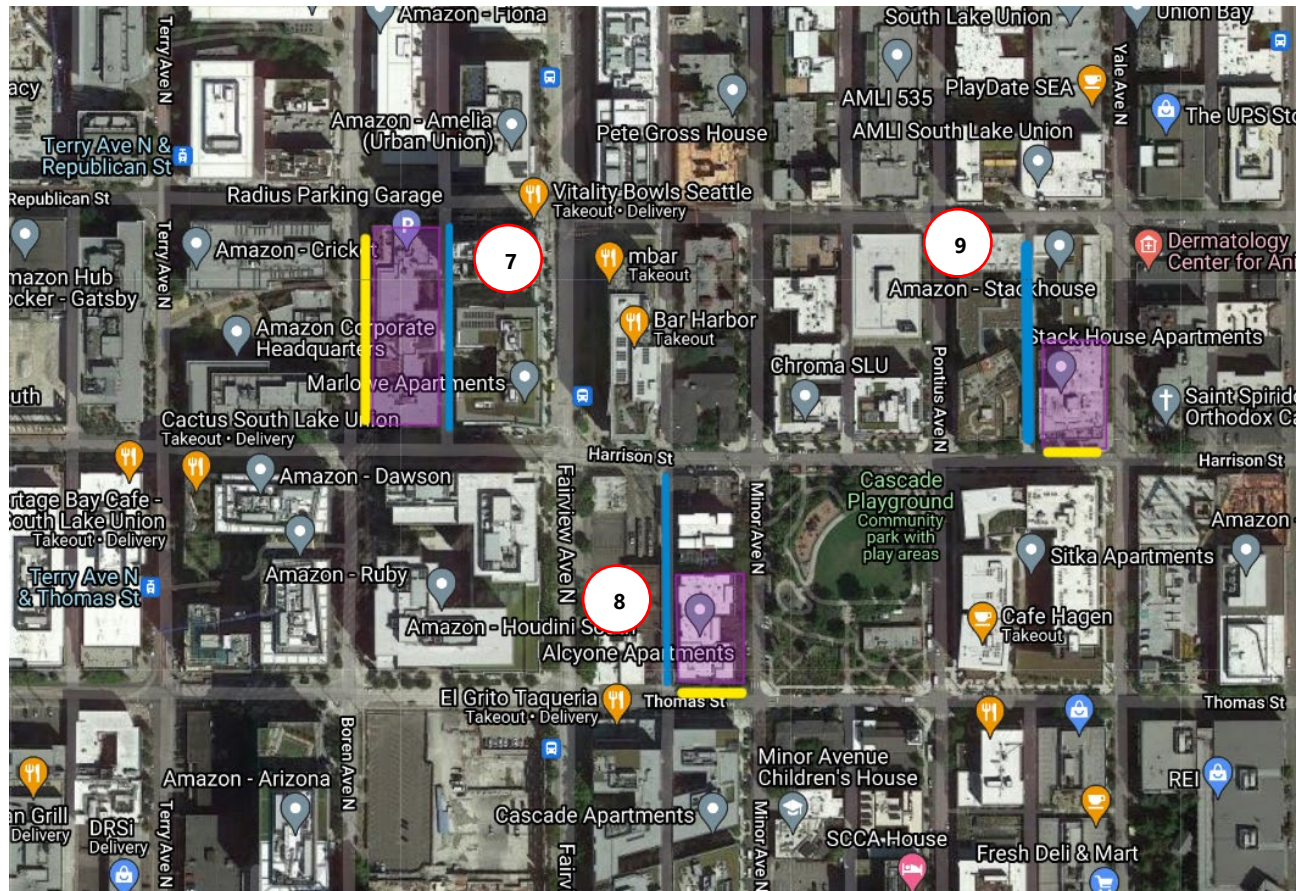 Amazon - Fiona
South Lake Union
Union Bay
Terry Ave N
Yale Ave N
acy
Amazon - Amelia
(Urban Union)
AMLI 535
PlayDate SEA
The UPS Sto
Pete Gross House
AMLI South Lake Union
Terry Ave N &
Republican St
Republican St
Radius Parking Garage
P
Vitality Bowls Seattle
Takeout • Delivery
Terry Ave N
Amazon - Cricket
7
9
mbar
Takeout
Dermatology
Center for Ani
mazon Hub
ocker - Gatsby
Amazon - Stackhouse
Bar Harbor
Takeout
Amazon Corporate
Headquarters
Stack House Apartments
Marlowe Apartments
Chroma SLU
Pontius Ave N
outh
Saint Spirido
Orthodox Ca
Cactus South Lake Union
Takeout • Delivery
Harrison St
Harrison St
Amazon - Dawson
Fairview Ave N
Minor Ave N
Cascade
Playground
Community
park with
play areas
rtage Bay Cafe -
South Lake Union
Takeout • Delivery
Amazon -
Sitka Apartments
Terry Ave N
& Thomas St
Amazon - Ruby
8
Cafe Hagen
Takeout
Amazon - Houdini South
Alcyone Apartments
El Grito Taqueria
Takeout • Delivery
Thomas St
Thomas St
Boren Ave N
Minor Avenue
Children's House
REI
Amazon - Arizona
an Grill
Delivery
DRSi
Delivery
Terry Ave N
Cascade Apartments
Minor Ave N
SCCA House
Fairv
Fresh Deli & Mart